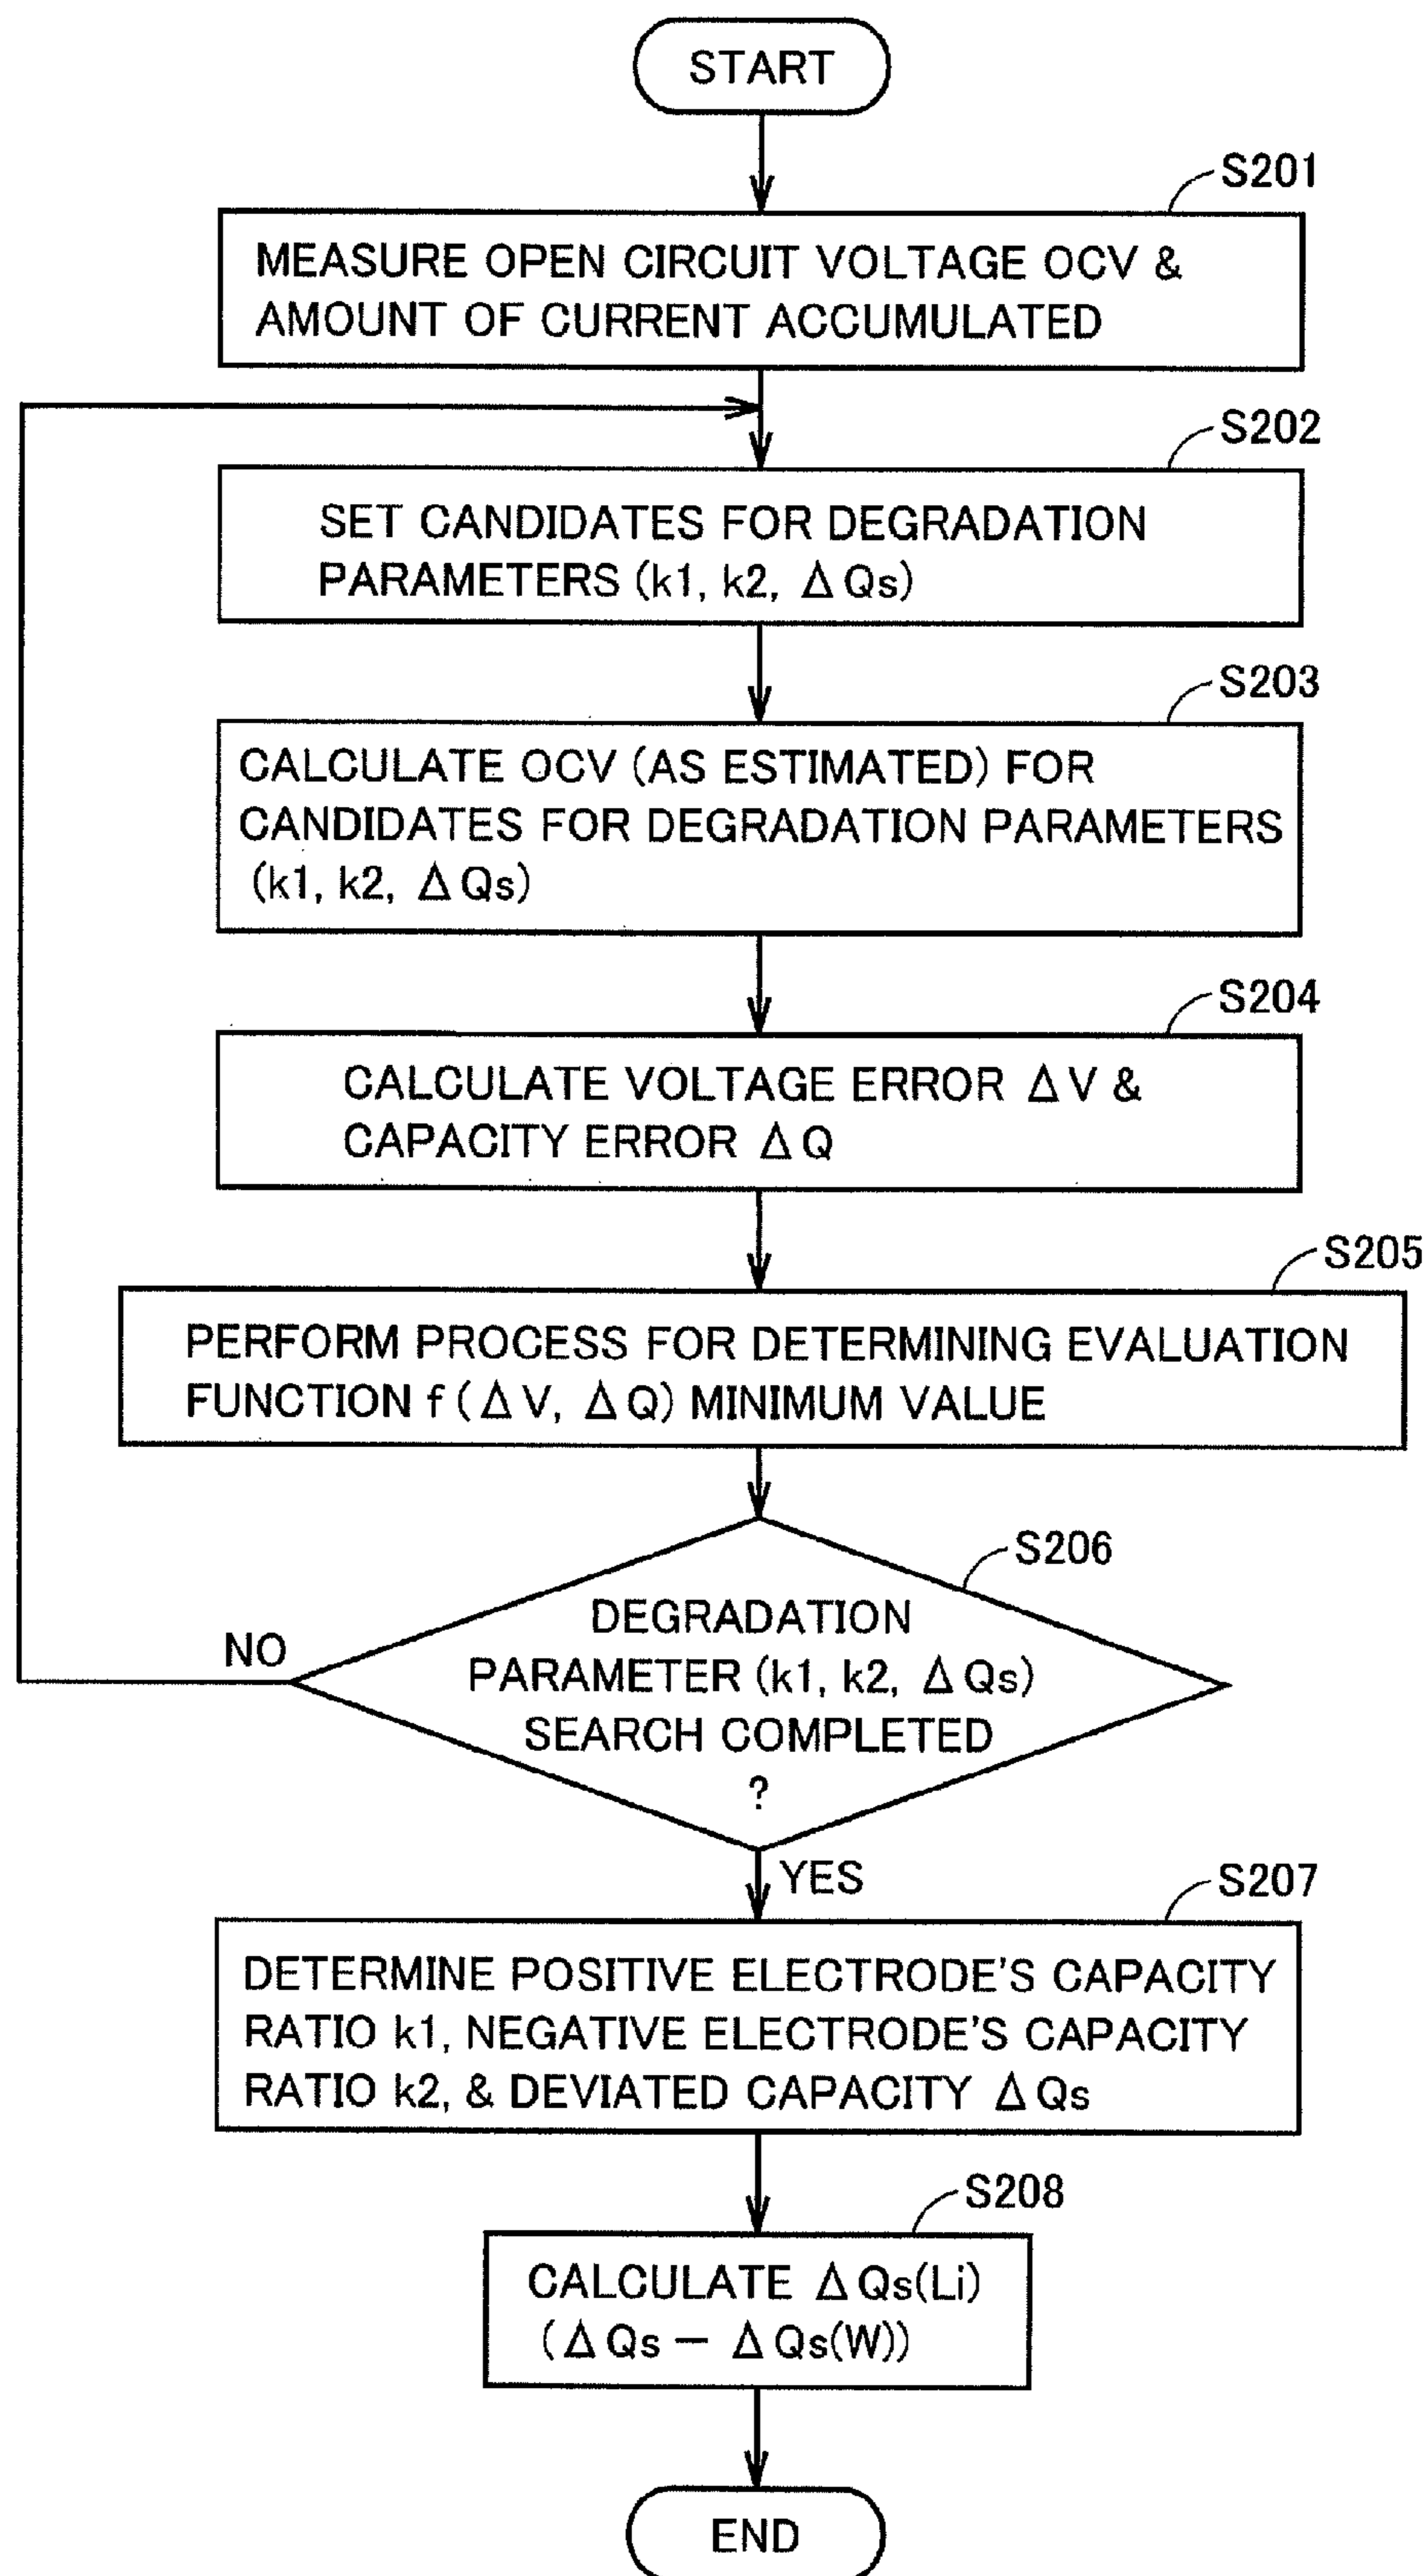 START
S201
MEASURE OPEN CIRCUIT VOLTAGE OCV &
AMOUNT OF CURRENT ACCUMULATED
S202
SET CANDIDATES FOR DEGRADATION
PARAMETERS (k1, k2, ΔQs)
S203
CALCULATE OCV (AS ESTIMATED) FOR
CANDIDATES FOR DEGRADATION PARAMETERS
(k1, k2, ΔQs)
S204
CALCULATE VOLTAGE ERROR ΔV &
CAPACITY ERROR ΔQ
S205
PERFORM PROCESS FOR DETERMINING EVALUATION
FUNCTION f (ΔV, ΔQ) MINIMUM VALUE
S206
DEGRADATION
PARAMETER (k1, k2, ΔQs)
SEARCH COMPLETED
?
NO
YES
S207
DETERMINE POSITIVE ELECTRODE'S CAPACITY
RATIO k1, NEGATIVE ELECTRODE'S CAPACITY
RATIO k2, & DEVIATED CAPACITY ΔQs
S208
CALCULATE ΔQs(Li)
(ΔQs − ΔQs(W))
END